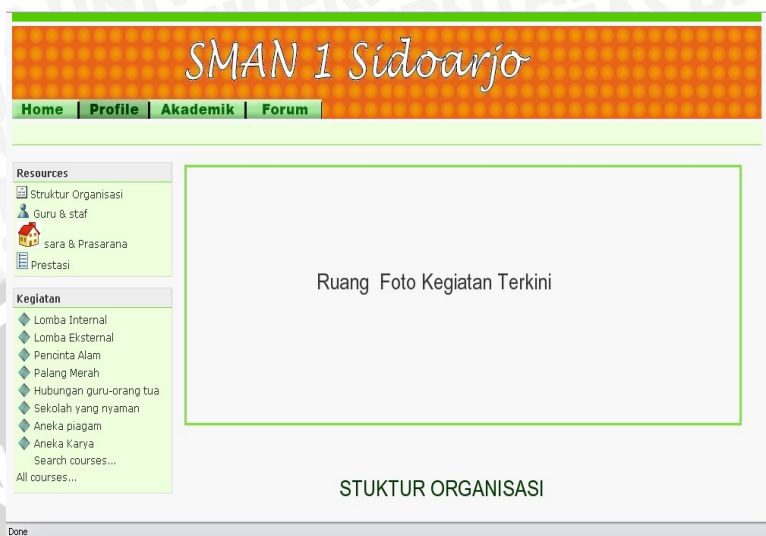 SMAN 1 Sidoarjo
Home Profile Akademik Forum
Resources
Struktur Organisasi
Guru & staf
sara & Prasarana
Prestasi
Kegiatan
Lomba Internal
Lomba Eksternal
Pencinta Alam
Palang Merah
Hubungan guru-orang tua
Sekolah yang nyaman
Aneka piagam
Aneka Karya
Search courses...
All courses...
Ruang Foto Kegiatan Terkini
STUKTUR ORGANISASI
Done